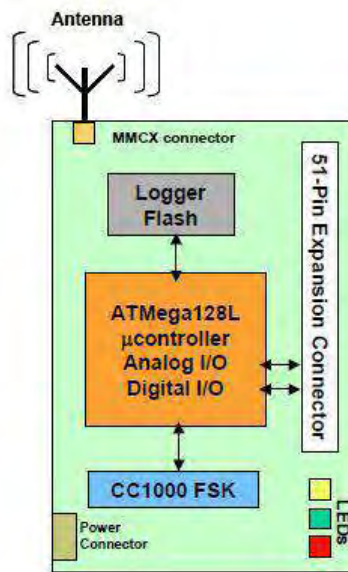 Antenna
MMCX connector
Logger
Flash
51-Pin Expansion Connector
ATMega128L
μcontroller
Analog I/O
Digital I/O
CC1000 FSK
Power
Connector
LEDs